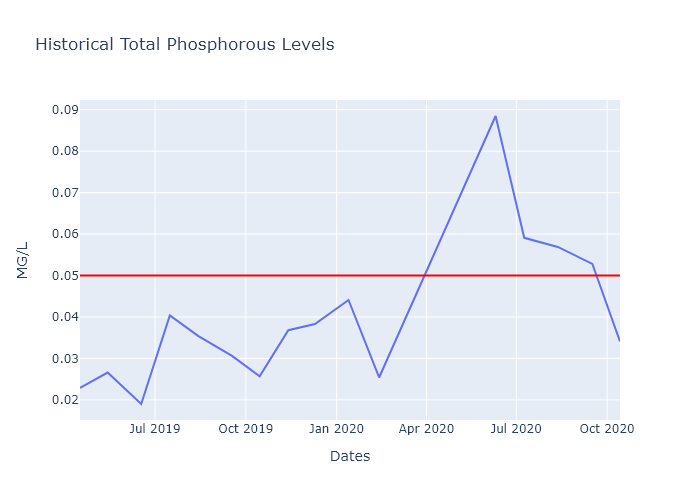 Historical Total Phosphorous Levels
MG/L
0.09
0.08
0.07
0.06
0.05
0.04
0.03
0.02
Jul 2019 Oct 2019 Jan 2020 Apr 2020 Jul 2020 Oct 2020
Dates